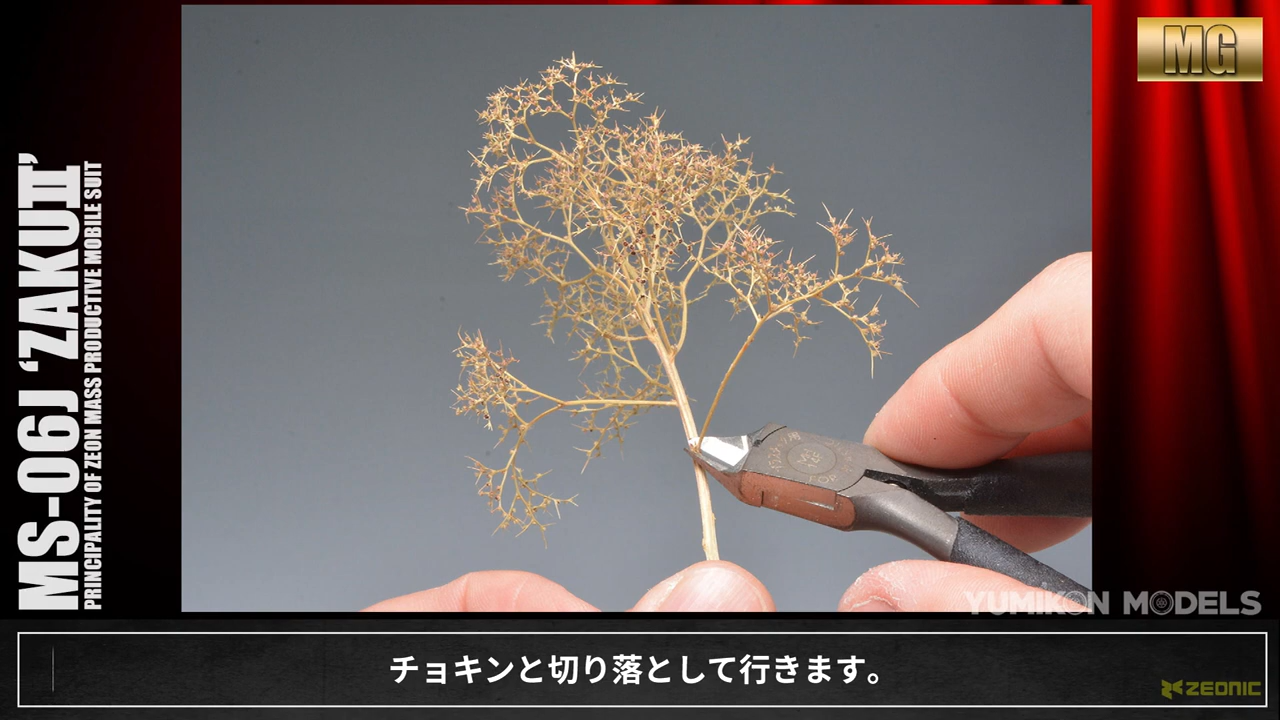 MG
MS-06J ‘ZAKUII’
PRINCIPALITY OF ZEON MASS PRODUCTIVE MOBILE SUIT
YUMIKON MODELS
チョキンと切り落として行きます。
ZEONIC